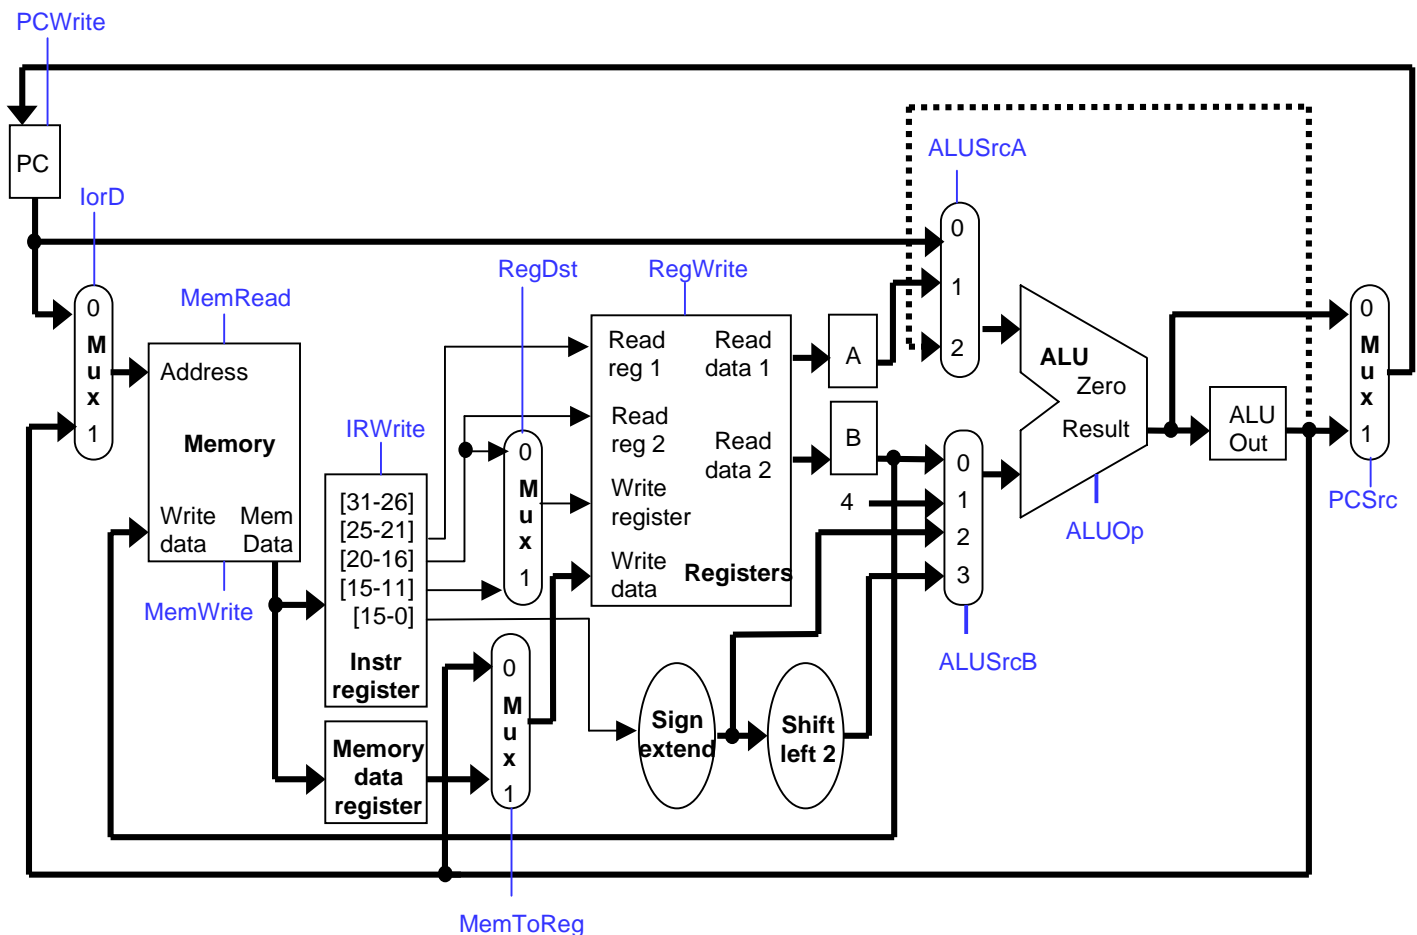 PCWrite
PC
IorD
0
M
u
x
1
MemRead
Address
Memory
Write
data
Mem
Data
MemWrite
IRWrite
[31-26]
[25-21]
[20-16]
[15-11]
[15-0]
Instr
register
Memory
data
register
RegDst
0
M
u
x
1
0
M
u
x
1
MemToReg
RegWrite
Read
reg 1
Read
data 1
Read
reg 2
Read
data 2
Write
register
Write
data
Registers
Sign
extend
Shift
left 2
A
B
4
ALUSrcA
0
1
2
0
1
2
3
ALUSrcB
ALU
Zero
Result
ALUOp
ALU
Out
0
M
u
x
1
PCSrc